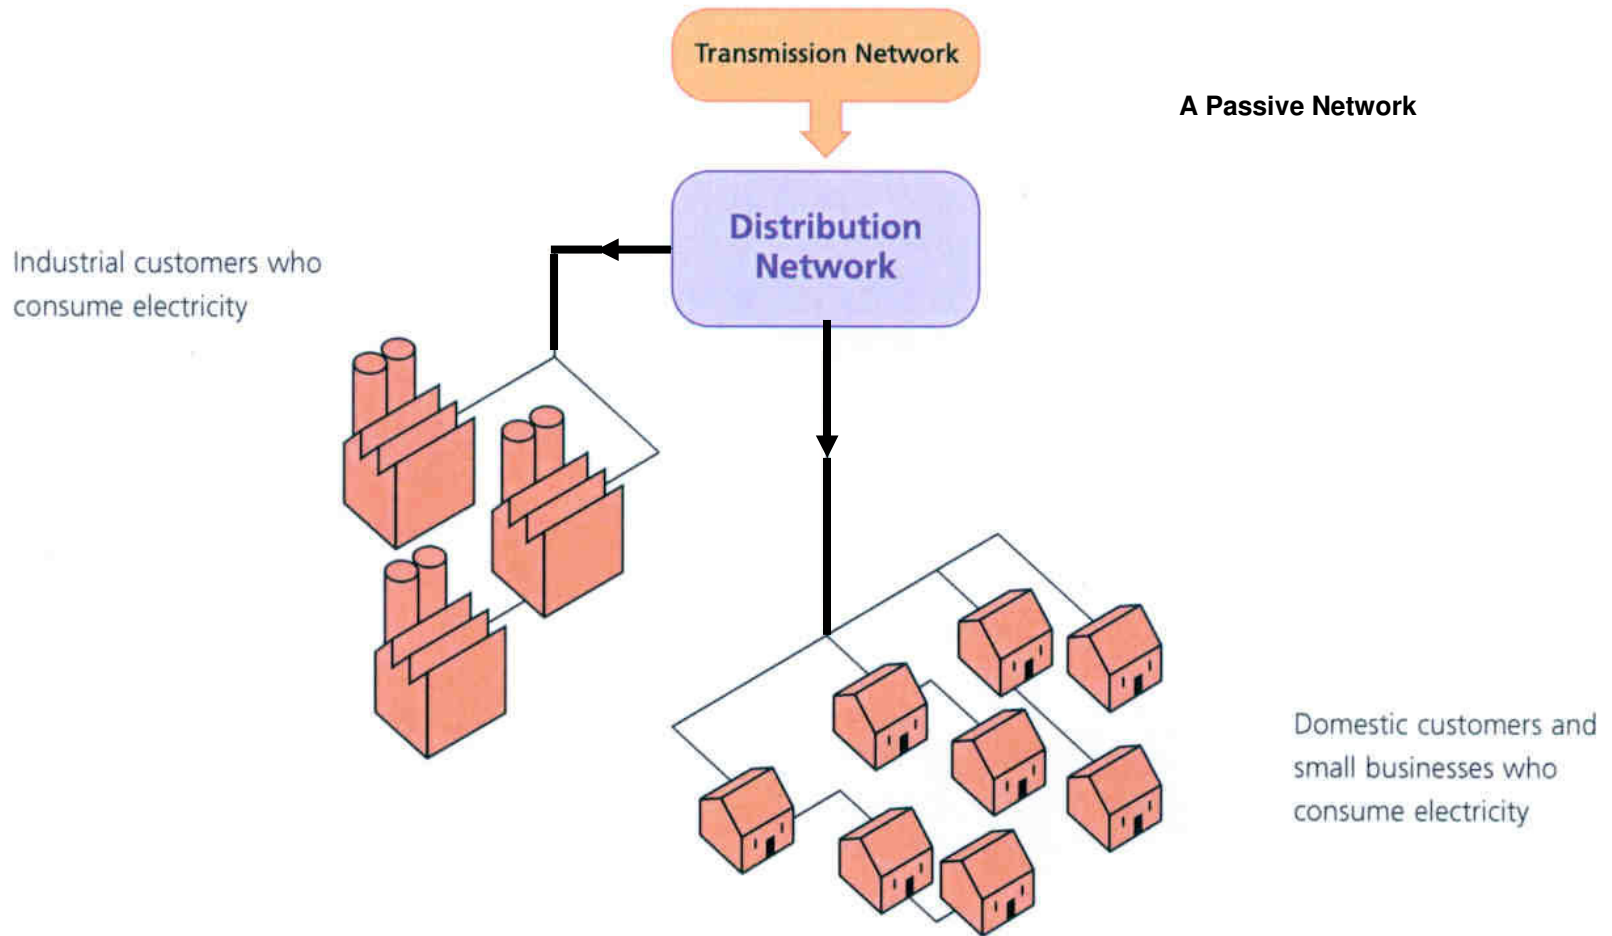 Transmission Network
A Passive Network
Distribution
Network
Industrial customers who
consume electricity
Domestic customers and
small businesses who
consume electricity